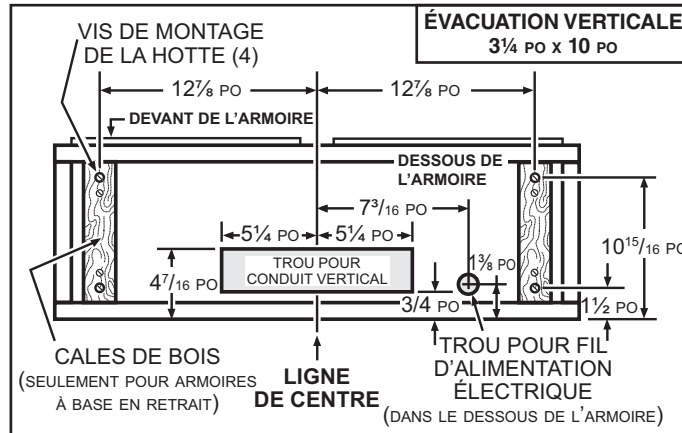 ÉVACUATION VERTICALE
3¼ PO X 10 PO
VIS DE MONTAGE
DE LA HOTTE (4)
12⅞ PO
12⅞ PO
DEVANT DE L'ARMOIRE
DESSOUS DE
L'ARMOIRE
7³/₁₆ PO
5¼ PO
5¼ PO
TROU POUR
CONDUIT VERTICAL
4⁷/₁₆ PO
1⅜ PO
10¹⁵/₁₆ PO
3/4 PO
1½ PO
CALES DE BOIS
(SEULEMENT POUR ARMOIRES
À BASE EN RETRAIT)
LIGNE
DE CENTRE
TROU POUR FIL
D'ALIMENTATION
ÉLECTRIQUE
(DANS LE DESSOUS DE L'ARMOIRE)